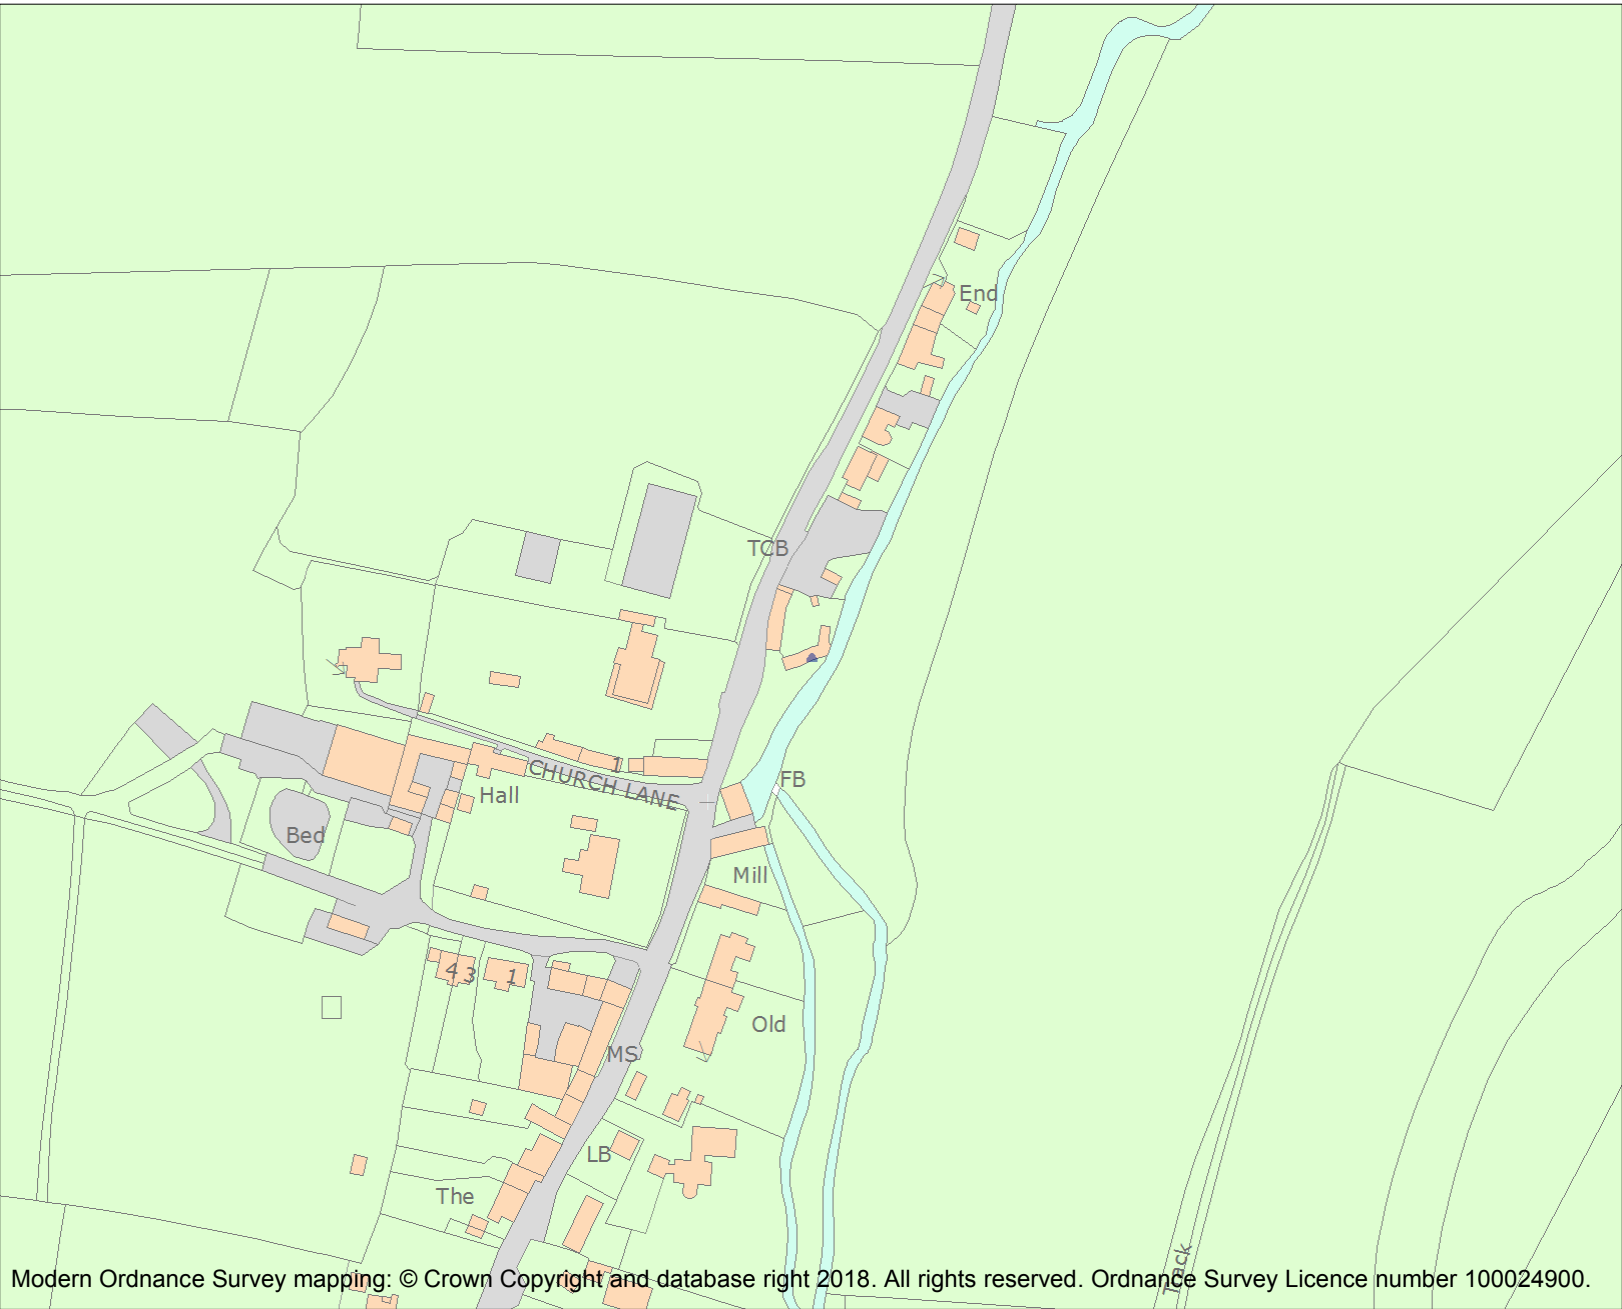 End
TCB
1
CHURCH LANE
FB
Hall
Bed
Mill
4 3
1
Old
MS
LB
The
Track
Modern Ordnance Survey mapping: © Crown Copyright and database right 2018. All rights reserved. Ordnance Survey Licence number 100024900.